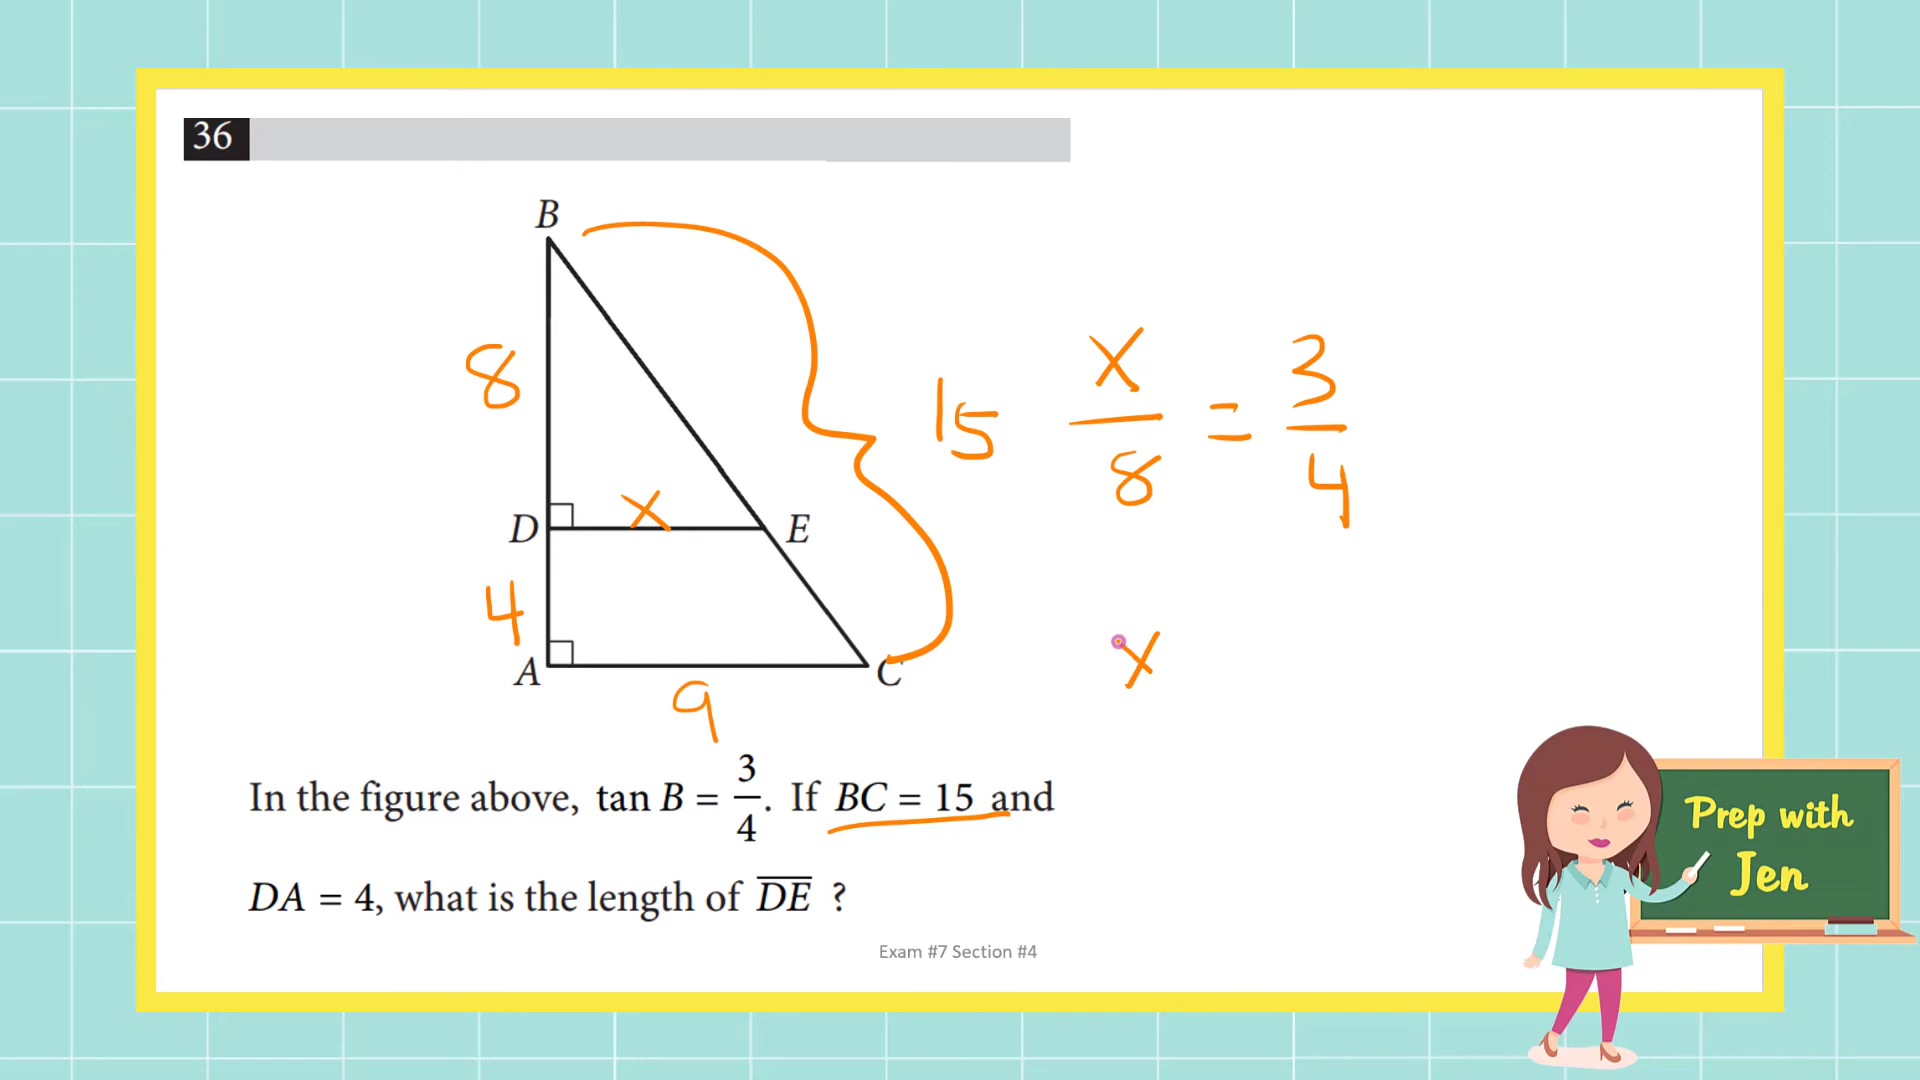 36
B
8
15
x/8 = 3/4
x
D
E
4
A
C
9
x
In the figure above, tan B = 3/4. If BC = 15 and
DA = 4, what is the length of D̅E̅ ?
Exam #7 Section #4
Prep with
Jen